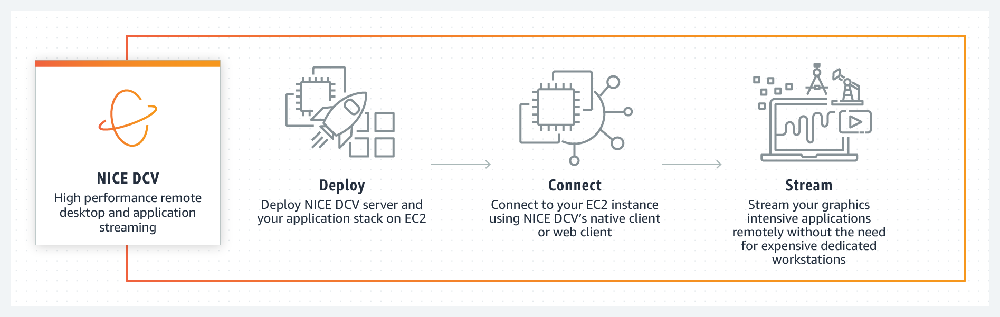 NICE DCV
High performance remote
desktop and application
streaming
Deploy
Deploy NICE DCV server and
your application stack on EC2
Connect
Connect to your EC2 instance
using NICE DCV's native client
or web client
Stream
Stream your graphics
intensive applications
remotely without the need
for expensive dedicated
workstations